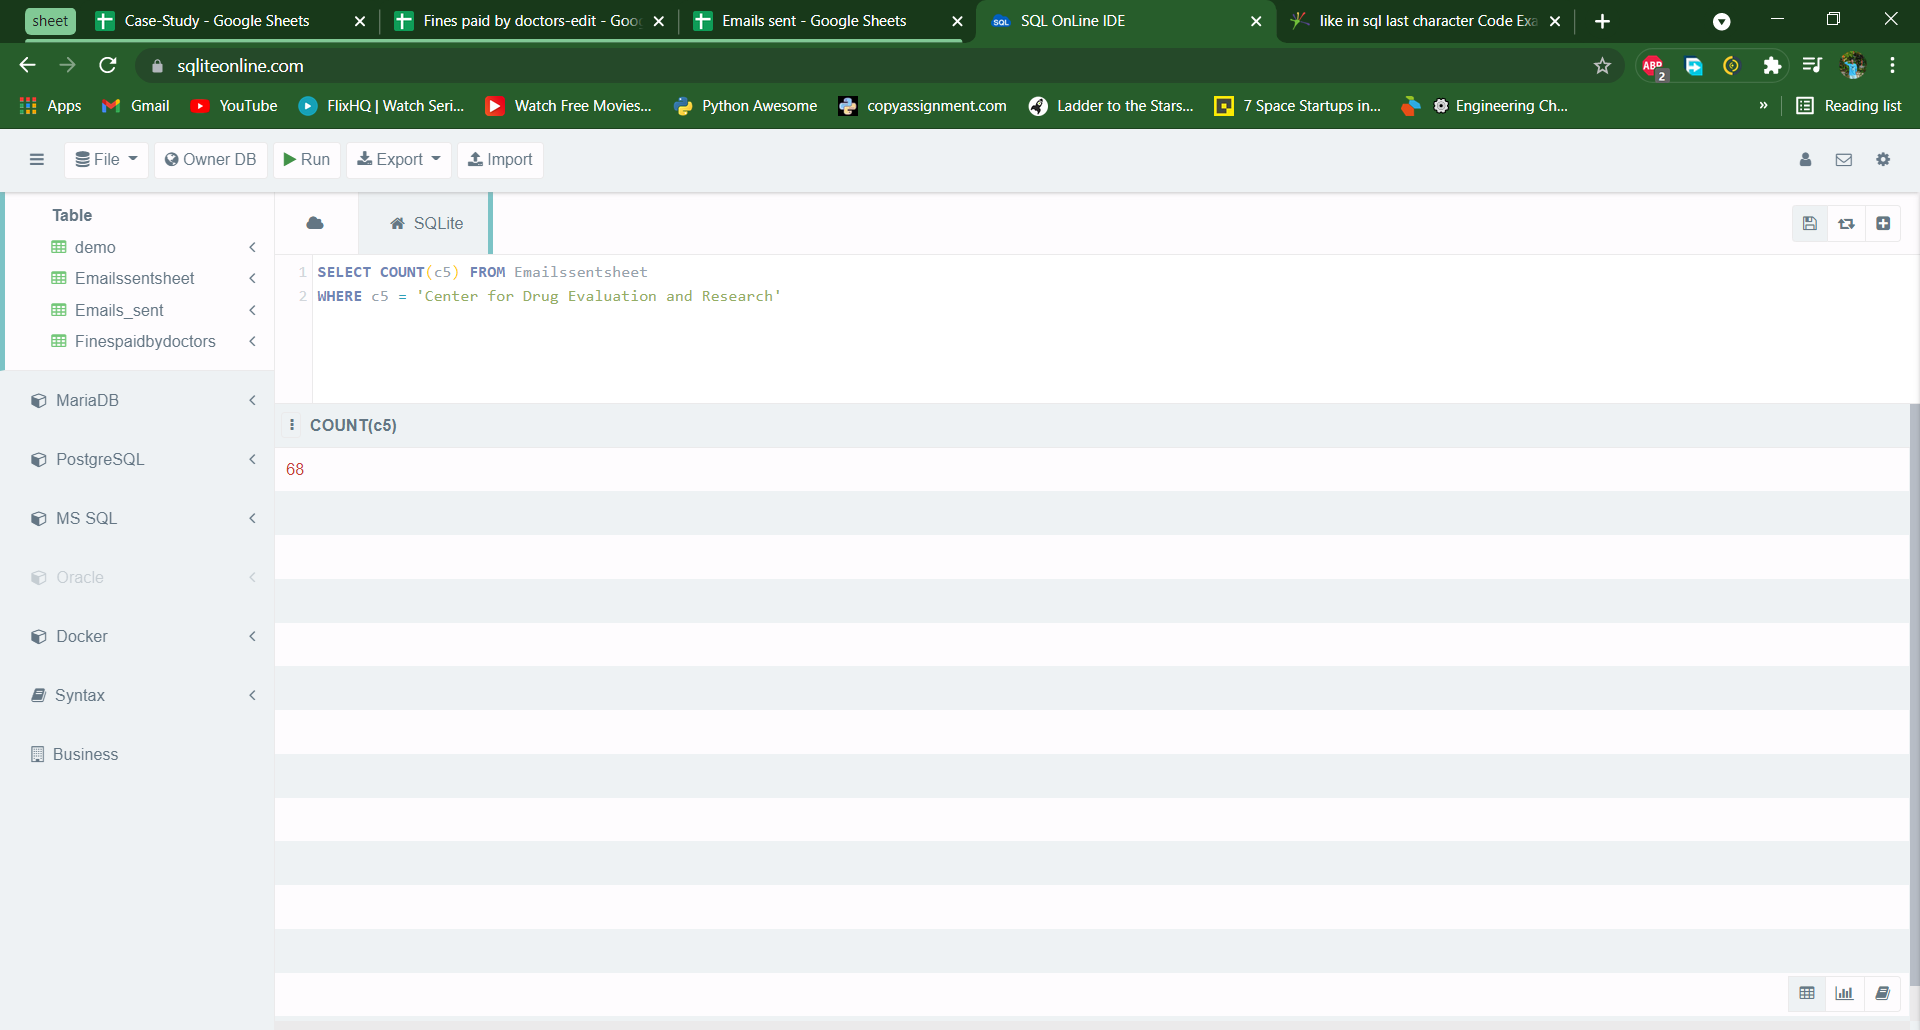 sheet
Case-Study - Google Sheets
Fines paid by doctors-edit - Goo
Emails sent - Google Sheets
SQL
SQL OnLine IDE
like in sql last character Code Exa
sqliteonline.com
ABP
2
Apps
Gmail
YouTube
FlixHQ | Watch Seri...
Watch Free Movies...
Python Awesome
copyassignment.com
Ladder to the Stars...
7 Space Startups in...
Engineering Ch...
»
Reading list
File
Owner DB
Run
Export
Import
Table
demo
Emailssentsheet
Emails_sent
Finespaidbydoctors
MariaDB
PostgreSQL
MS SQL
Oracle
Docker
Syntax
Business
SQLite
1 SELECT COUNT(c5) FROM Emailssentsheet
2 WHERE c5 = 'Center for Drug Evaluation and Research'
COUNT(c5)
68